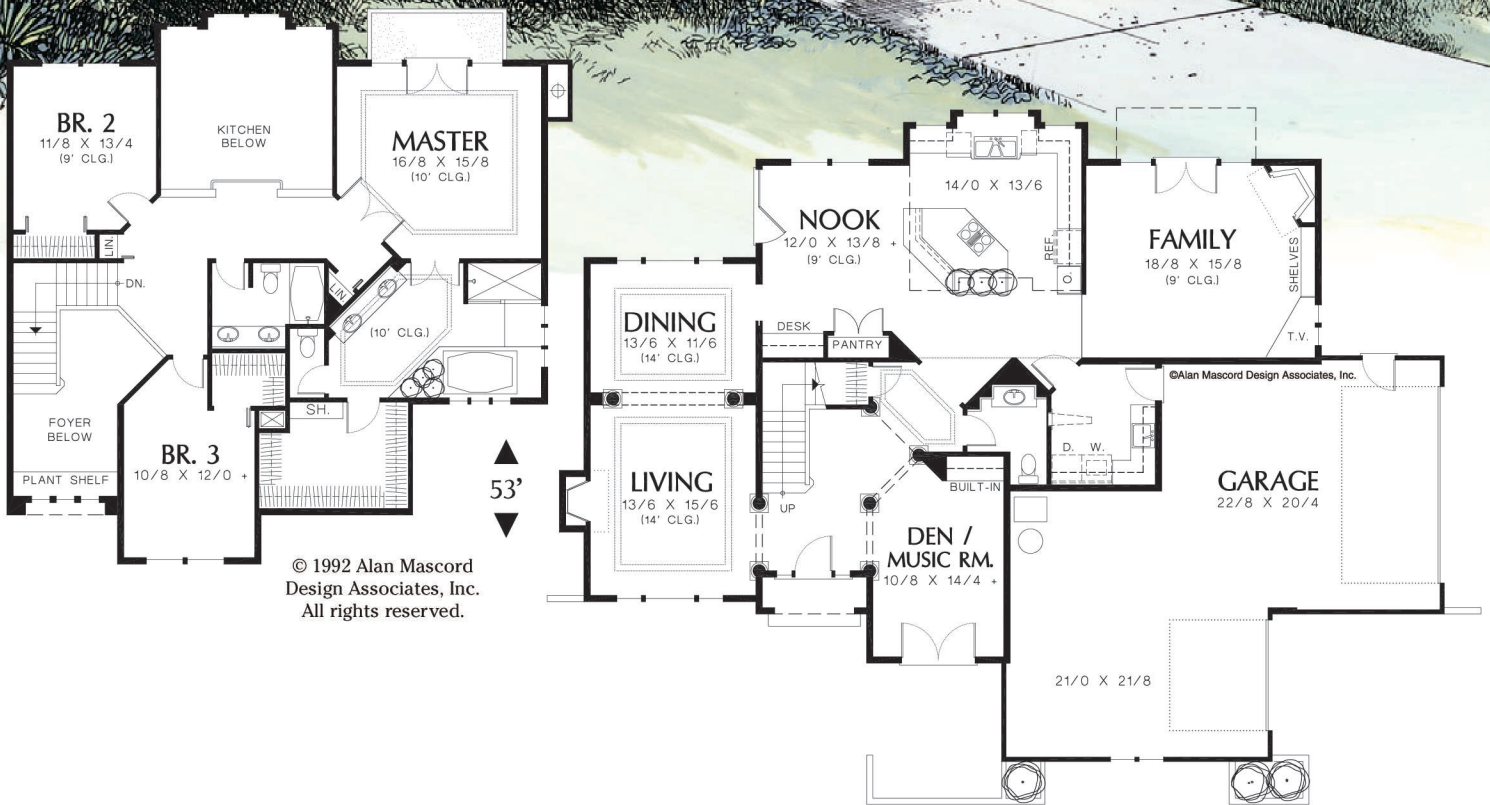 BR. 2
11/8 X 13/4
(9' CLG.)
KITCHEN
BELOW
MASTER
16/8 X 15/8
(10' CLG.)
LIN.
DN.
LIN.
(10' CLG.)
FOYER
BELOW
PLANT SHELF
BR. 3
10/8 X 12/0 +
SH.
53'
© 1992 Alan Mascord
Design Associates, Inc.
All rights reserved.
14/0 X 13/6
NOOK
12/0 X 13/8 +
(9' CLG.)
REF.
FAMILY
18/8 X 15/8
(9' CLG.)
SHELVES
T.V.
DINING
13/6 X 11/6
(14' CLG.)
DESK
PANTRY
©Alan Mascord Design Associates, Inc.
LIVING
13/6 X 15/6
(14' CLG.)
UP
BUILT-IN
D. W.
DEN /
MUSIC RM.
10/8 X 14/4 +
GARAGE
22/8 X 20/4
21/0 X 21/8